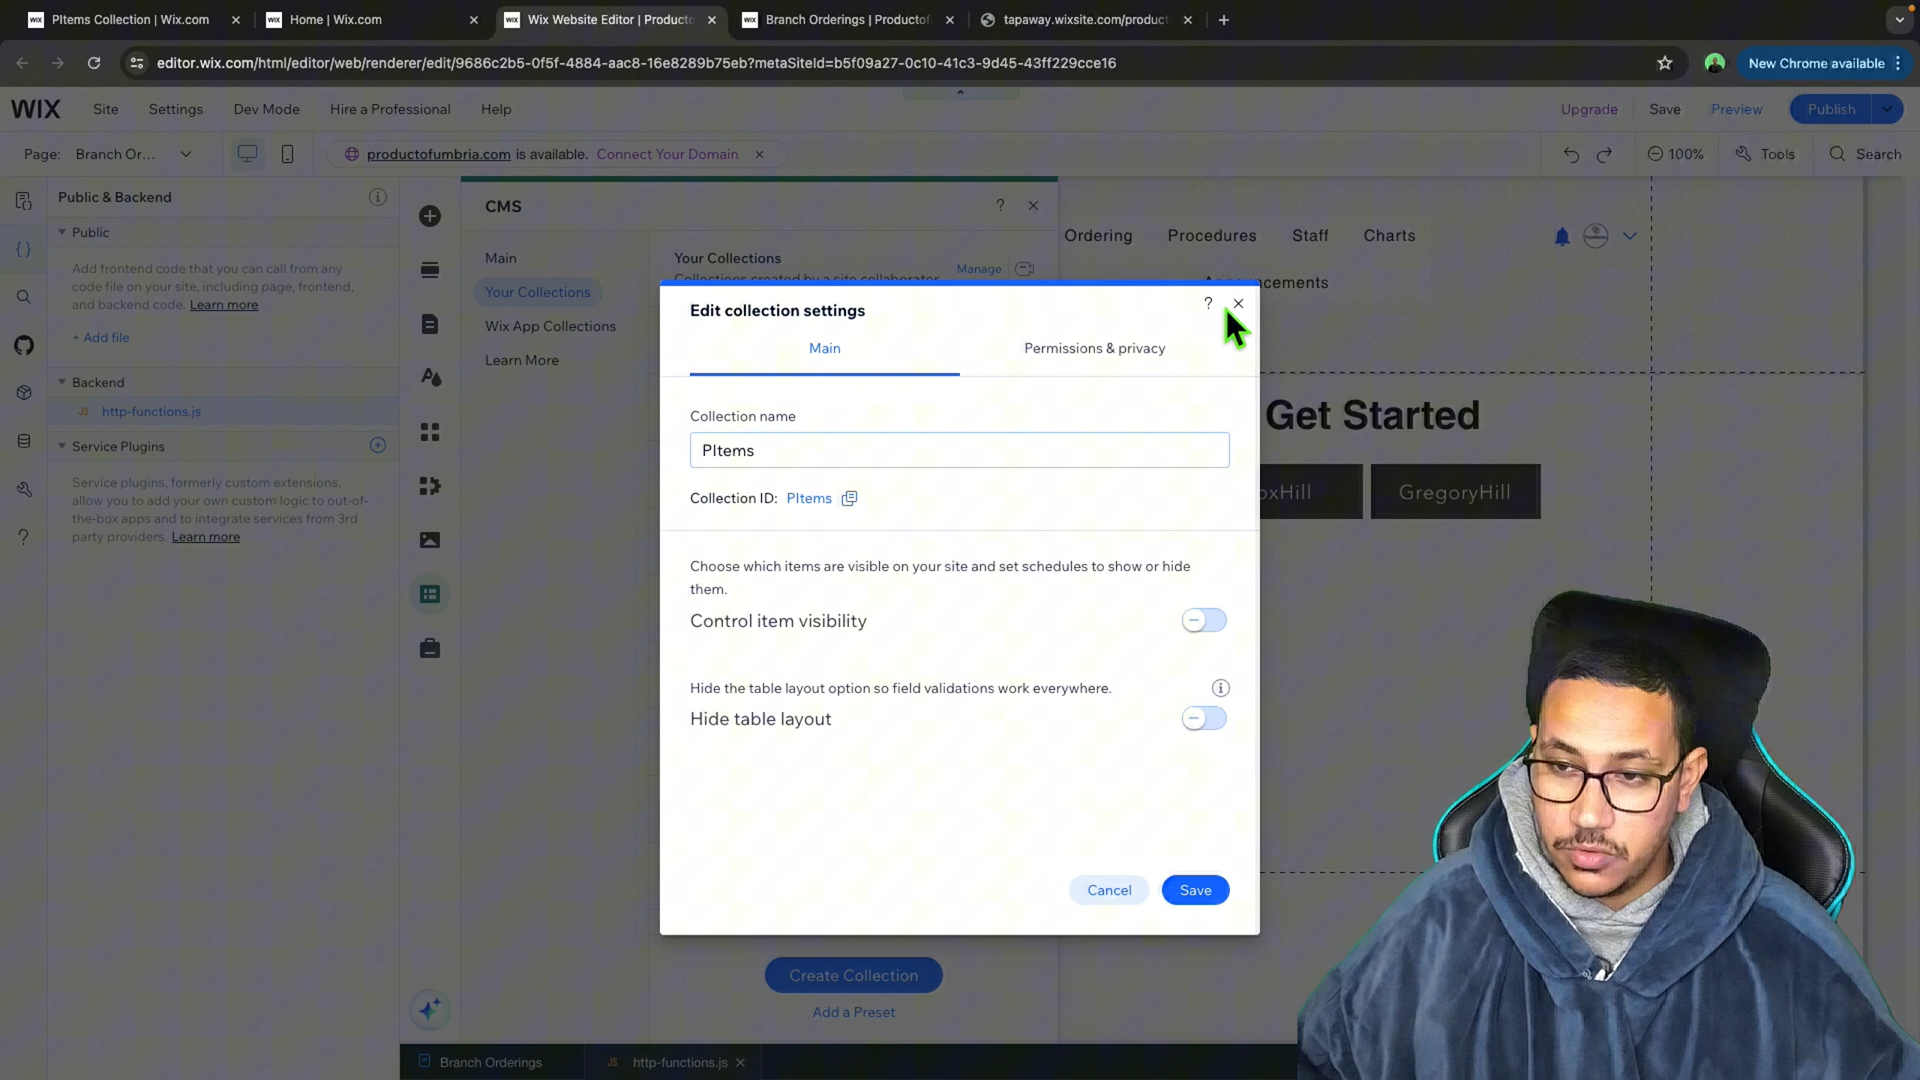 PItems Collection | Wix.com
Home | Wix.com
Wix Website Editor | Producto
Branch Orderings | Productof
tapaway.wixsite.com/product
editor.wix.com/html/editor/web/renderer/edit/9686c2b5-0f5f-4884-aac8-16e8289b75eb?metaSiteId=b5f09a27-0c10-41c3-9d45-43ff229cce16
New Chrome available
WIX
Site
Settings
Dev Mode
Hire a Professional
Help
Upgrade
Save
Preview
Publish
Page:
Branch Or...
productofumbria.com is available.
Connect Your Domain
100%
Tools
Search
Public & Backend
Public
Add frontend code that you can call from any
code file on your site, including page, frontend,
and backend code. Learn more
+ Add file
Backend
JS http-functions.js
Service Plugins
Service plugins, formerly custom extensions,
allow you to add your own custom logic to out-of-
the-box apps and to integrate services from 3rd
party providers. Learn more
CMS
?
Main
Your Collections
Wix App Collections
Learn More
Your Collections
Collections created by a site collaborator
Manage
Ordering
Procedures
Staff
Charts
Announcements
Get Started
oxHill
GregoryHill
Edit collection settings
?
Main
Permissions & privacy
Collection name
PItems
Collection ID: PItems
Choose which items are visible on your site and set schedules to show or hide
them.
Control item visibility
Hide the table layout option so field validations work everywhere.
Hide table layout
Cancel
Save
Create Collection
Add a Preset
Branch Orderings
JS http-functions.js